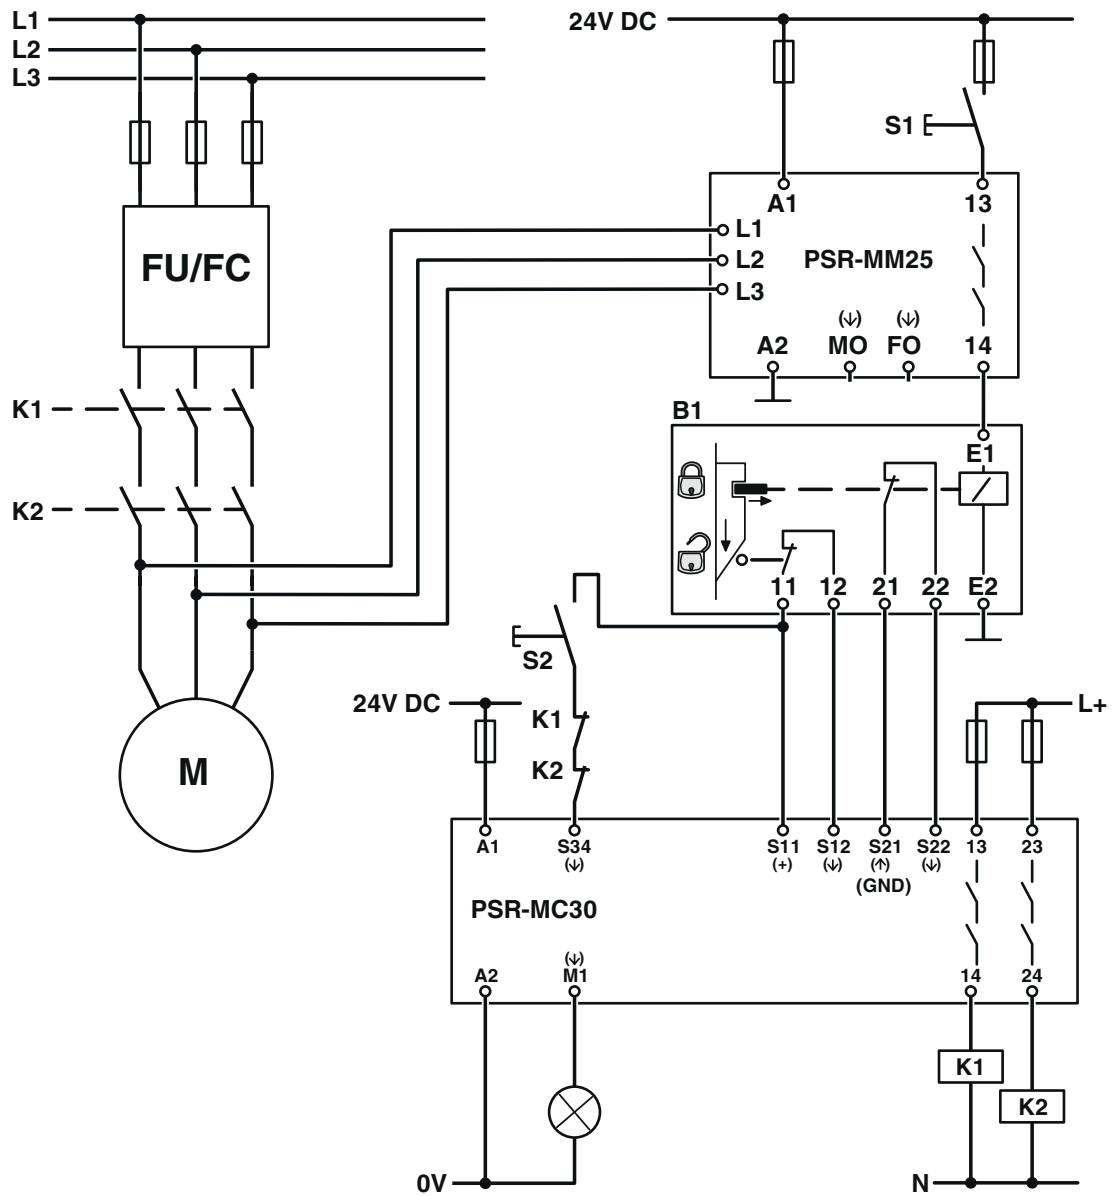 L1
24V DC
L2
L3
S1
A1
13
L1
L2
PSR-MM25
L3
FU/FC
(↓)
(↓)
A2
MO
FO
14
K1
B1
E1
K2
11
12
21
22
E2
S2
24V DC
L+
K1
K2
M
A1
S34
S11
S12
S21
S22
13
23
(↓)
(+)
(↓)
(↑)
(↓)
(GND)
PSR-MC30
(↓)
A2
M1
14
24
K1
K2
0V
N